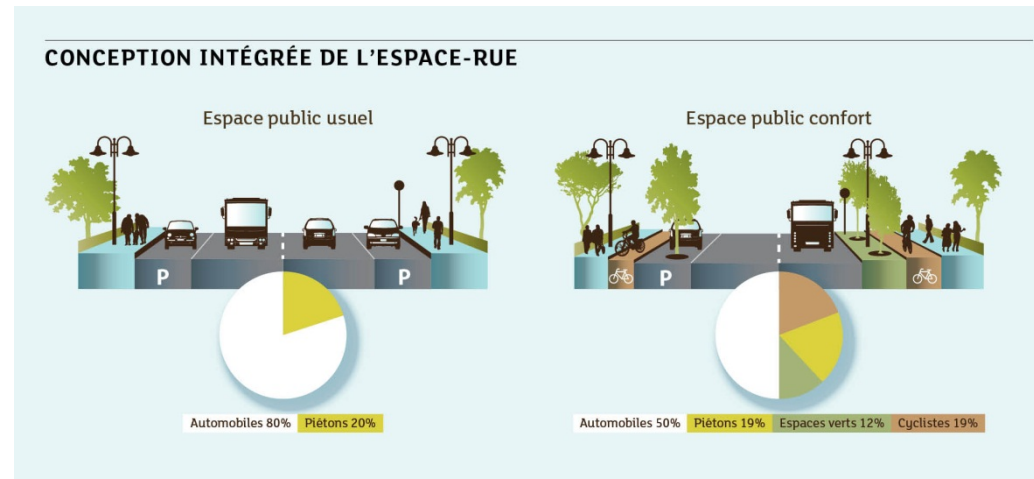 CONCEPTION INTÉGRÉE DE L'ESPACE-RUE
Espace public usuel
P
P
Automobiles 80% Piétons 20%
Espace public confort
P
Automobiles 50% Piétons 19% Espaces verts 12% Cyclistes 19%